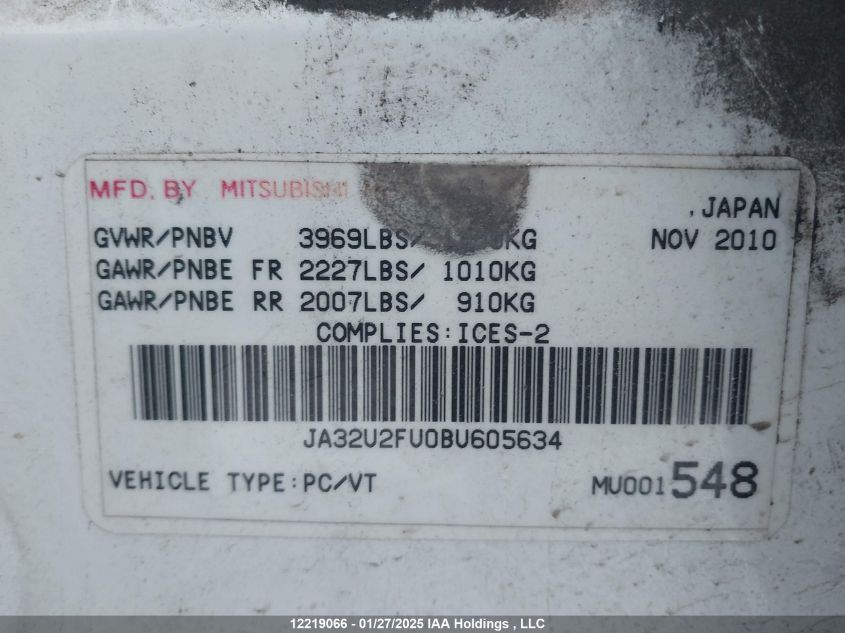 MFD. BY MITSUBISHI
, JAPAN
GVWR/PNBV 3969LBS/ KG NOV 2010
GAWR/PNBE FR 2227LBS/ 1010KG
GAWR/PNBE RR 2007LBS/ 910KG
COMPLIES:ICES-2
JA32U2FU0BU605634
VEHICLE TYPE:PC/VT MU001548
12219066 - 01/27/2025 IAA Holdings , LLC